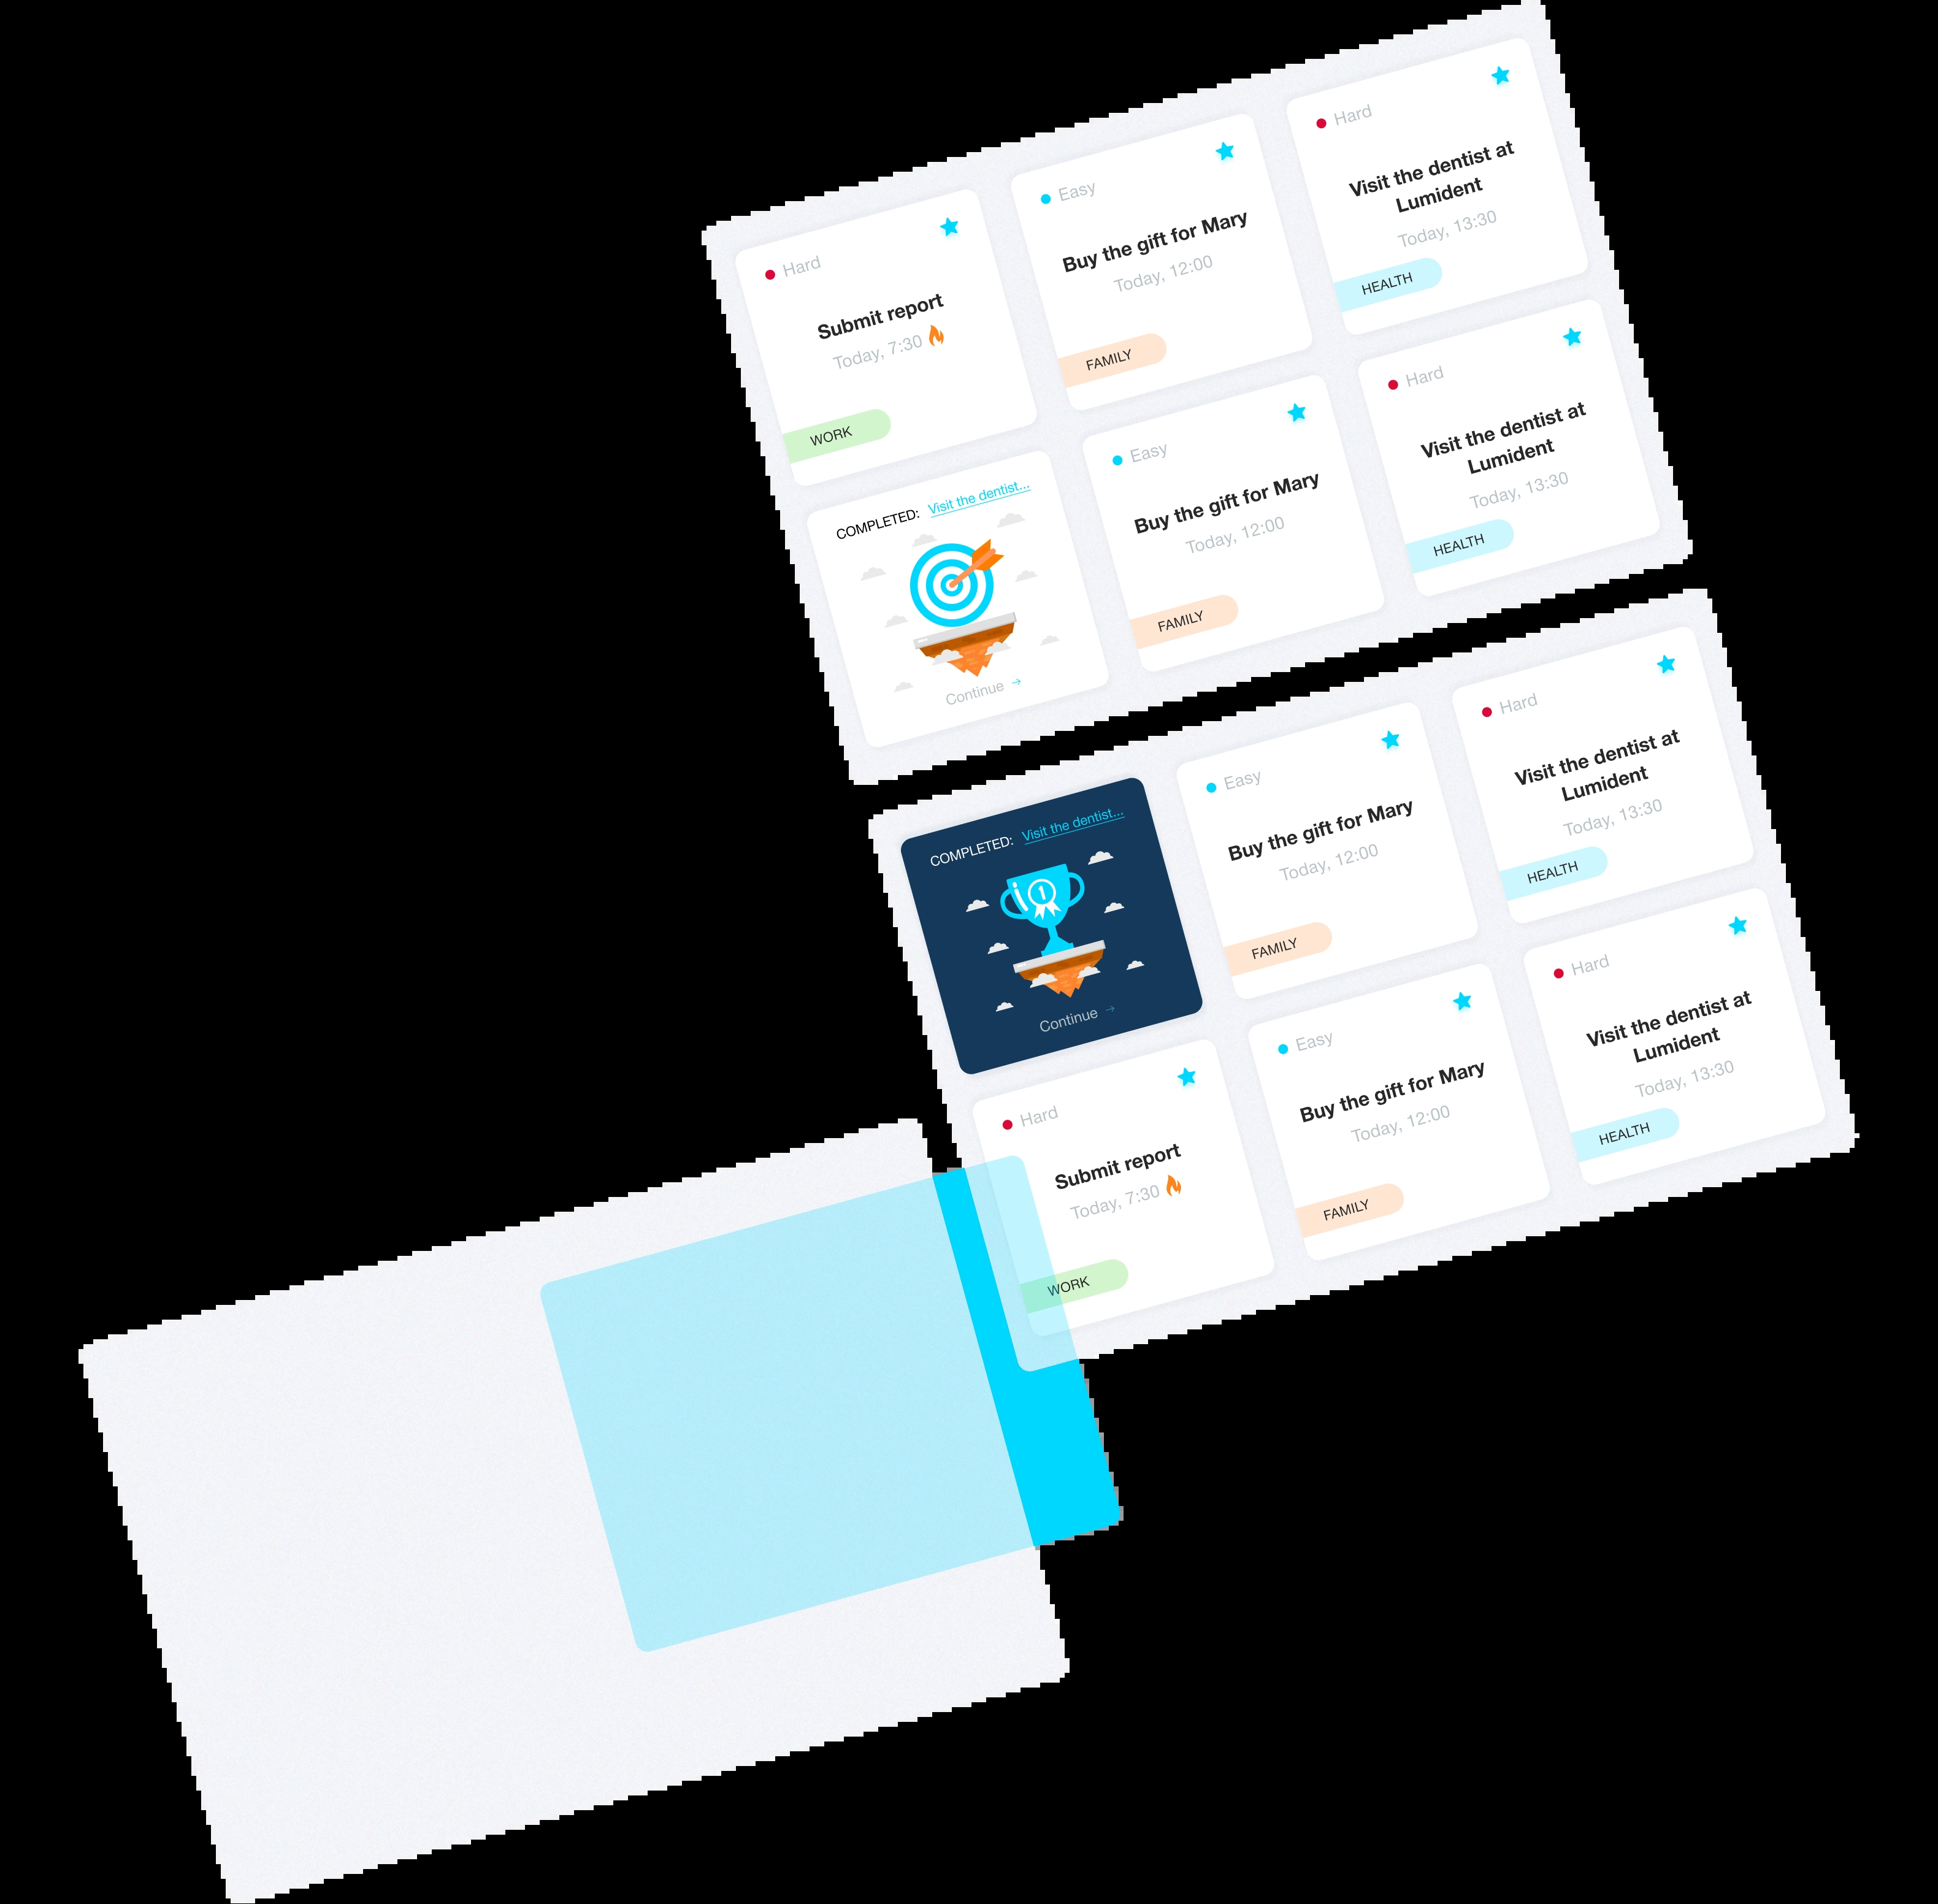 Hard
Submit report
Today, 7:30
WORK
Easy
Buy the gift for Mary
Today, 12:00
FAMILY
Hard
Visit the dentist at
Lumident
Today, 13:30
HEALTH
COMPLETED: Visit the dentist...
Continue →
Easy
Buy the gift for Mary
Today, 12:00
FAMILY
Hard
Visit the dentist at
Lumident
Today, 13:30
HEALTH
COMPLETED: Visit the dentist...
1
Continue →
Easy
Buy the gift for Mary
Today, 12:00
FAMILY
Hard
Visit the dentist at
Lumident
Today, 13:30
HEALTH
Hard
Submit report
Today, 7:30
WORK
Easy
Buy the gift for Mary
Today, 12:00
FAMILY
Hard
Visit the dentist at
Lumident
Today, 13:30
HEALTH